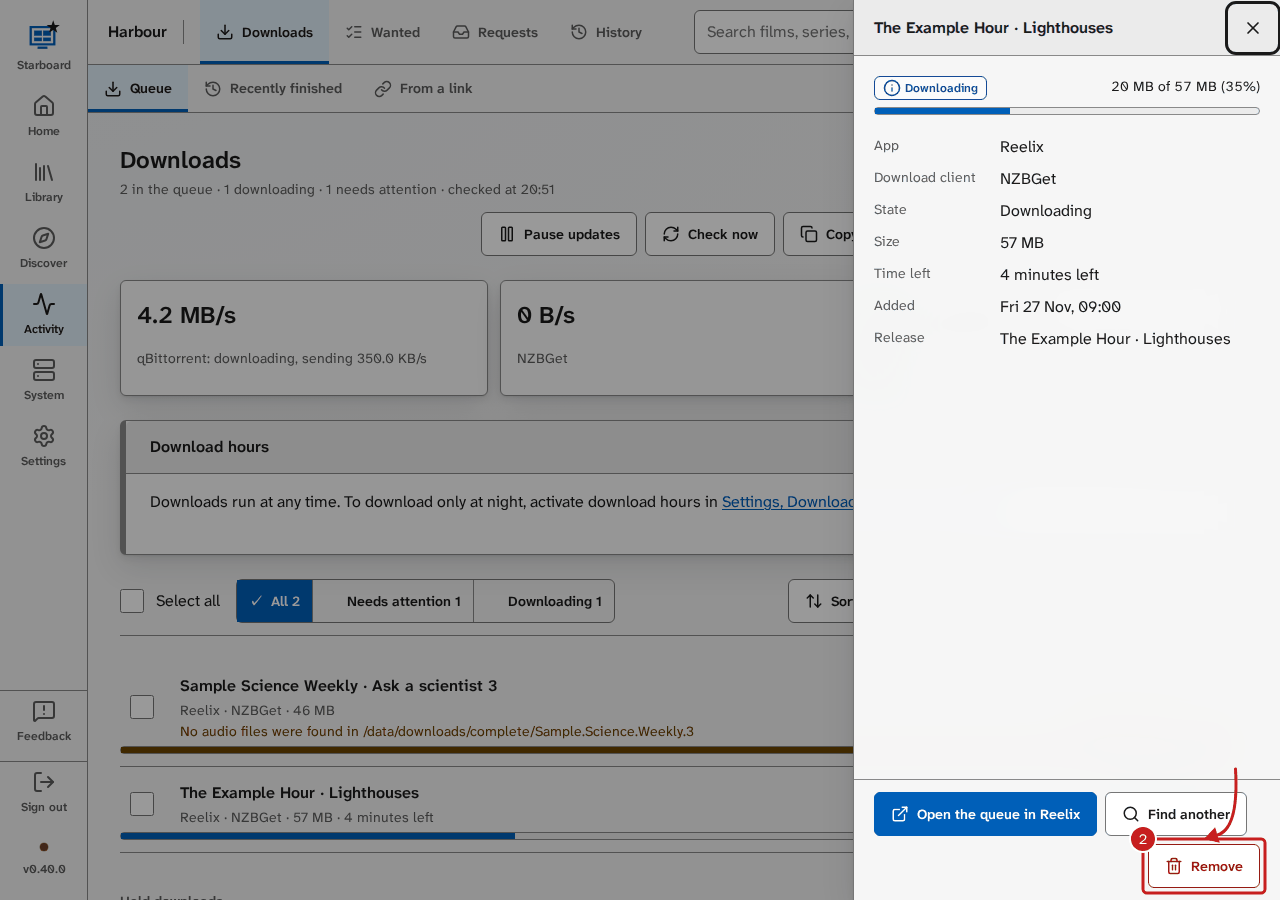 Starboard
Home
Library
Discover
Activity
System
Settings
Feedback
Sign out
v0.40.0
Harbour
Downloads
Wanted
Requests
History
Search films, series,
Queue
Recently finished
From a link
Downloads
2 in the queue · 1 downloading · 1 needs attention · checked at 20:51
Pause updates
Check now
Copy
4.2 MB/s
qBittorrent: downloading, sending 350.0 KB/s
0 B/s
NZBGet
Download hours
Downloads run at any time. To download only at night, activate download hours in Settings, Download
Select all
✓ All 2
Needs attention 1
Downloading 1
Sort
Sample Science Weekly · Ask a scientist 3
Reelix · NZBGet · 46 MB
No audio files were found in /data/downloads/complete/Sample.Science.Weekly.3
The Example Hour · Lighthouses
Reelix · NZBGet · 57 MB · 4 minutes left
The Example Hour · Lighthouses
Downloading
20 MB of 57 MB (35%)
App
Reelix
Download client
NZBGet
State
Downloading
Size
57 MB
Time left
4 minutes left
Added
Fri 27 Nov, 09:00
Release
The Example Hour · Lighthouses
Open the queue in Reelix
Find another
2
Remove